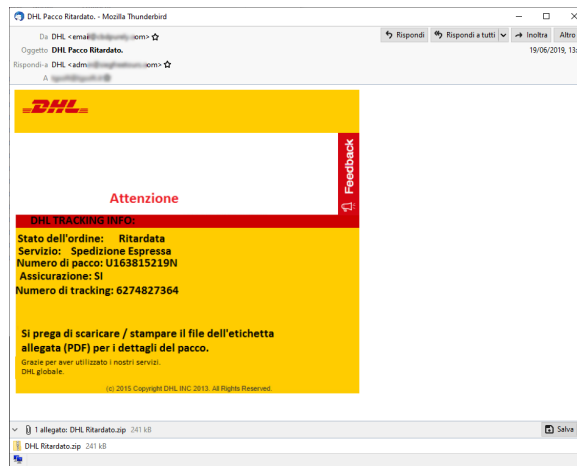 DHL Pacco Ritardato. - Mozilla Thunderbird
Da DHL <email
Rispondi Rispondi a tutti Inoltra Altro
Oggetto DHL Pacco Ritardato.
19/06/2019, 13:
Rispondi-a DHL <adm
A
DHL
Feedback
Attenzione
DHL TRACKING INFO:
Stato dell'ordine: Ritardata
Servizio: Spedizione Espressa
Numero di pacco: U163815219N
Assicurazione: SI
Numero di tracking: 6274827364
Si prega di scaricare / stampare il file dell'etichetta
allegata (PDF) per i dettagli del pacco.
Grazie per aver utilizzato i nostri servizi.
DHL globale.
(c) 2015 Copyright DHL INC 2013. All Rights Reserved.
1 allegato: DHL Ritardato.zip 241 kB
Salva
DHL Ritardato.zip 241 kB